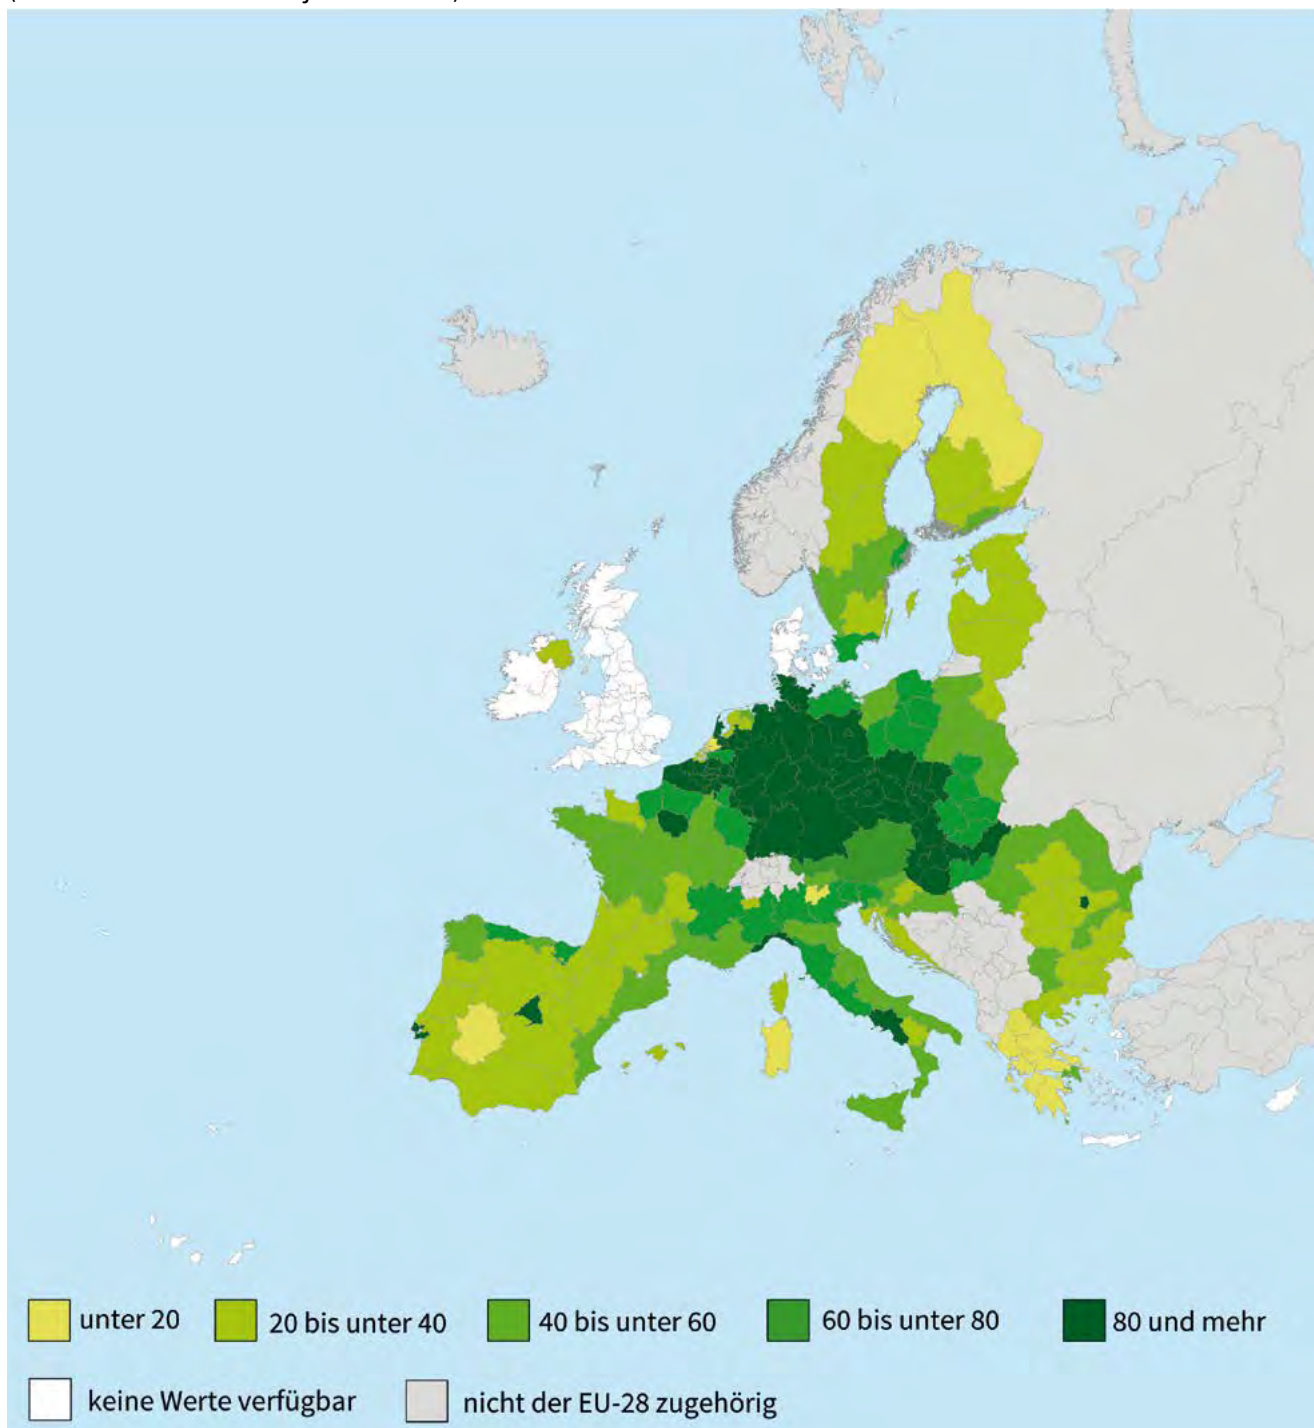 unter 20
20 bis unter 40
40 bis unter 60
60 bis unter 80
80 und mehr
keine Werte verfügbar
nicht der EU-28 zugehörig